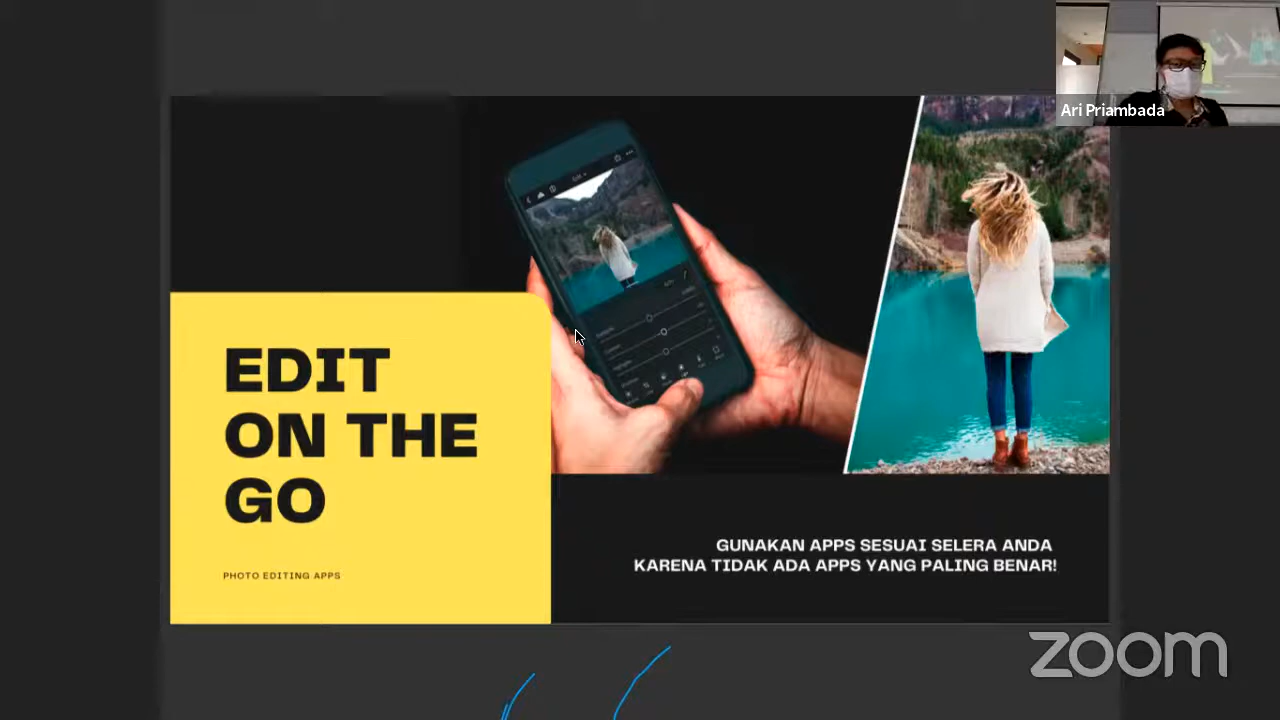 Ari Priambada
EDIT
ON THE
GO
PHOTO EDITING APPS
GUNAKAN APPS SESUAI SELERA ANDA
KARENA TIDAK ADA APPS YANG PALING BENAR!
zoom